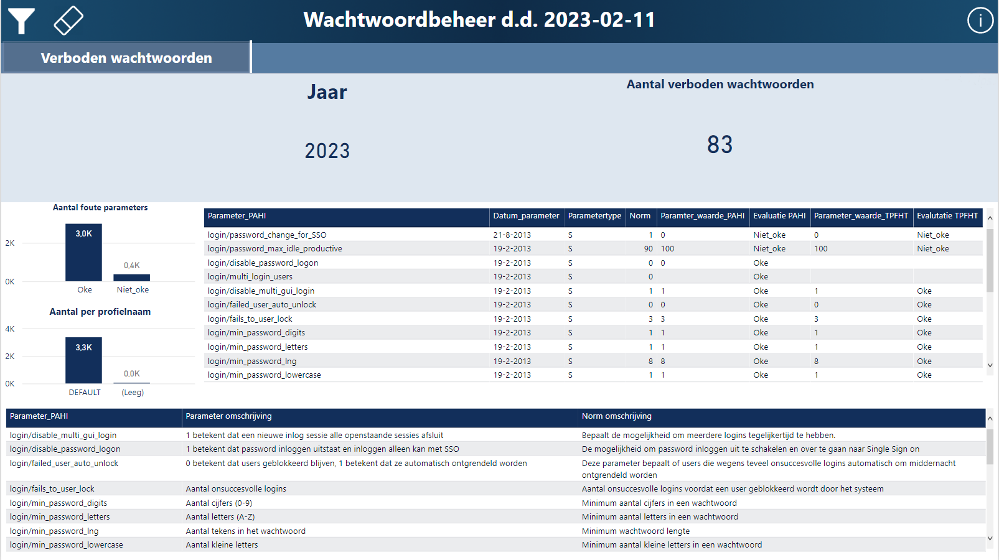 Wachtwoordbeheer d.d. 2023-02-11
i
Verboden wachtwoorden
Jaar
2023
Aantal verboden wachtwoorden
83
Aantal foute parameters
2K
0K
3,0K
0,4K
Oke Niet_oke
Aantal per profielnaam
4K
2K
0K
3,3K
0,0K
DEFAULT (Leeg)
Parameter_PAHI Datum_parameter Parametertype Norm Paramter_waarde_PAHI Evaluatie PAHI Parameter_waarde_TPFHT Evalutatie TPFHT
login/password_change_for_SSO 21-8-2013 S 1 0 Niet_oke 0 Niet_oke
login/password_max_idle_productive 19-2-2013 S 90 100 Niet_oke 100 Niet_oke
login/disable_password_logon 19-2-2013 S 0 0 Oke
login/multi_login_users 19-2-2013 S 0 Oke
login/disable_multi_gui_login 19-2-2013 S 1 1 Oke 1 Oke
login/failed_user_auto_unlock 19-2-2013 S 0 0 Oke 0 Oke
login/fails_to_user_lock 19-2-2013 S 3 3 Oke 3 Oke
login/min_password_digits 19-2-2013 S 1 1 Oke 1 Oke
login/min_password_letters 19-2-2013 S 1 1 Oke 1 Oke
login/min_password_lng 19-2-2013 S 8 8 Oke 8 Oke
login/min_password_lowercase 19-2-2013 S 1 1 Oke 1 Oke
Parameter_PAHI Parameter omschrijving Norm omschrijving
login/disable_multi_gui_login 1 betekent dat een nieuwe inlog sessie alle openstaande sessies afsluit Bepaalt de mogelijkheid om meerdere logins tegelijkertijd te hebben.
login/disable_password_logon 1 betekent dat password inloggen uitstaat en inloggen alleen kan met SSO De mogelijkheid om password inloggen uit te schakelen en over te gaan naar Single Sign on
login/failed_user_auto_unlock 0 betekent dat users geblokkeerd blijven, 1 betekent dat ze automatisch ontgrendeld worden Deze parameter bepaalt of users die wegens teveel onsuccesvolle logins automatisch om middernacht
ontgrendeld worden
login/fails_to_user_lock Aantal onsuccesvolle logins Aantal onsuccesvolle logins voordat een user geblokkeerd wordt door het systeem
login/min_password_digits Aantal cijfers (0-9) Minimum aantal cijfers in een wachtwoord
login/min_password_letters Aantal letters (A-Z) Minimum aantal letters in een wachtwoord
login/min_password_lng Aantal tekens in het wachtwoord Minimum wachtwoord lengte
login/min_password_lowercase Aantal kleine letters Minimum aantal kleine letters in een wachtwoord